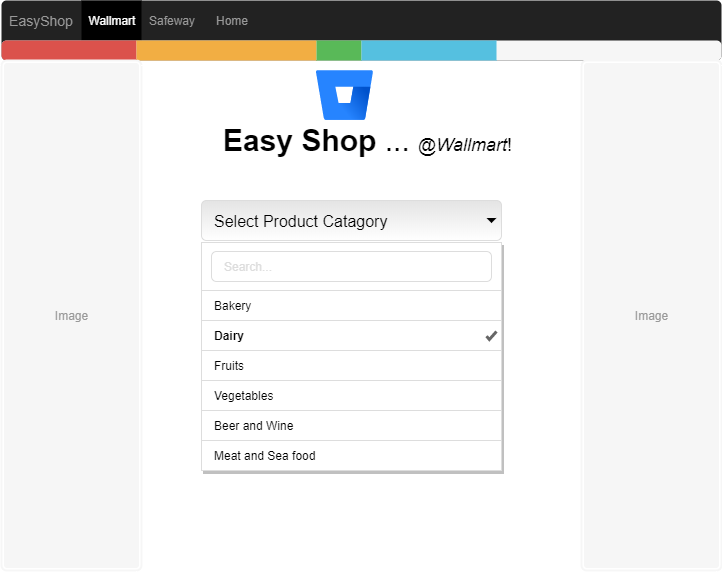 EasyShop Wallmart Safeway Home
Easy Shop ... @Wallmart!
Select Product Catagory
Search...
Bakery
Image
Image
Dairy
Fruits
Vegetables
Beer and Wine
Meat and Sea food